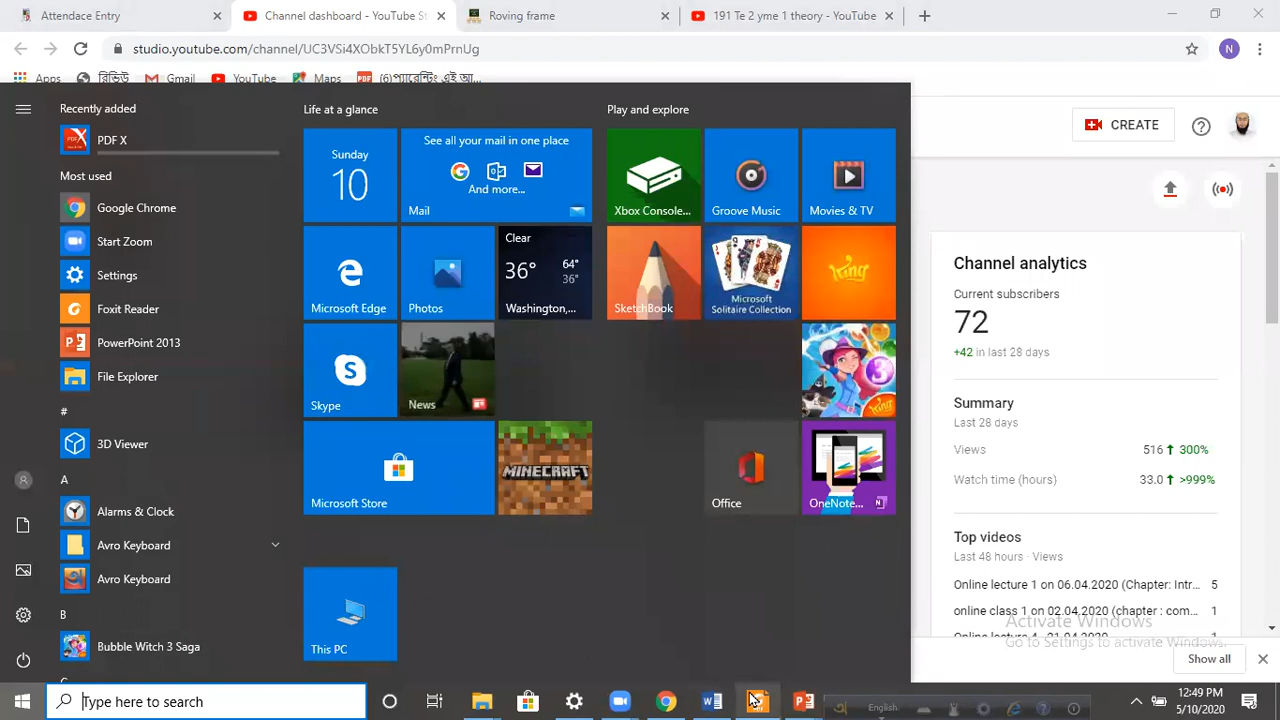 Attendace Entry
Channel dashboard - YouTube St
Roving frame
191 Te 2 yme 1 theory - YouTube
studio.youtube.com/channel/UC3VSi4XObkT5YL6y0mPrnUg
N
Apps
রিভিউ
Gmail
YouTube
Maps
(6)প্যারেন্টিং এই আ...
Recently added
PDF X
Most used
Google Chrome
Start Zoom
Settings
Foxit Reader
PowerPoint 2013
File Explorer
#
3D Viewer
A
Alarms & Clock
Avro Keyboard
Avro Keyboard
B
Bubble Witch 3 Saga
Life at a glance
Sunday
10
See all your mail in one place
And more...
Mail
Microsoft Edge
Photos
Clear
36° 64°
36°
Washington,...
Skype
News
Microsoft Store
MINECRAFT
This PC
Play and explore
Xbox Console...
Groove Music
Movies & TV
SketchBook
Microsoft
Solitaire Collection
King
3
King
Office
OneNote...
CREATE
Channel analytics
Current subscribers
72
+42 in last 28 days
Summary
Last 28 days
Views 516 300%
Watch time (hours) 33.0 >999%
Top videos
Last 48 hours · Views
Online lecture 1 on 06.04.2020 (Chapter: Intr... 5
online class 1 on 02.04.2020 (chapter : com... 1
Activate Windows
Go to Settings to activate Windows.
Show all
Type here to search
English
12:49 PM
5/10/2020